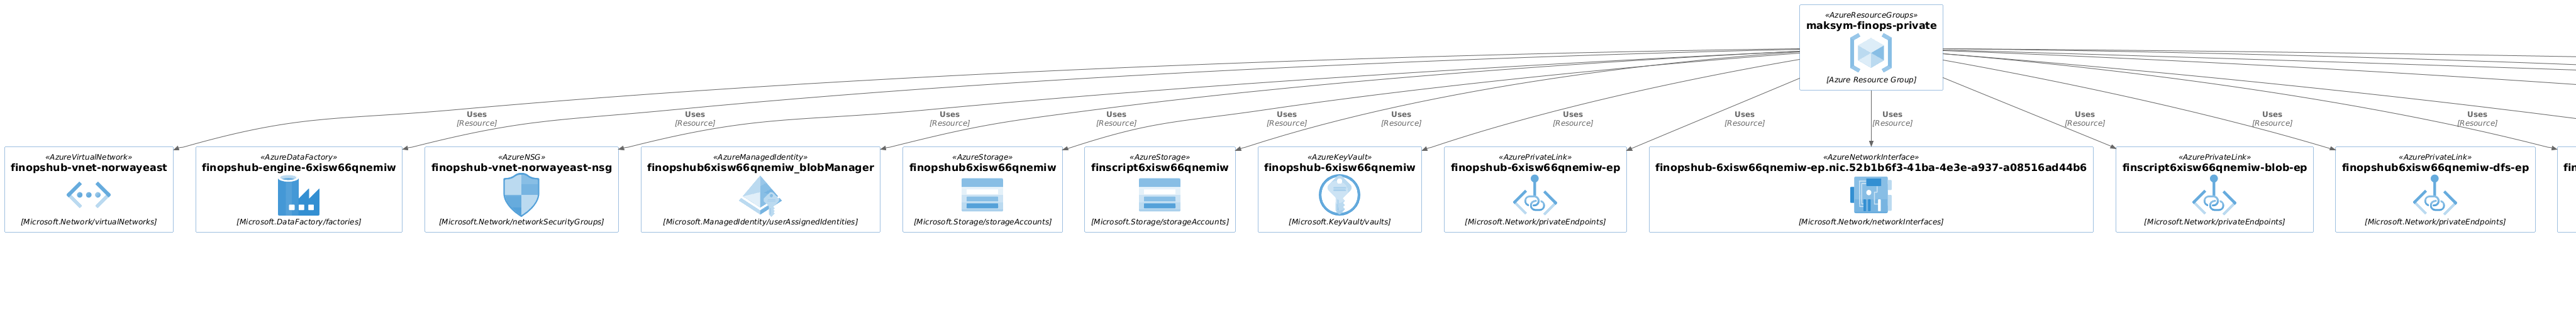 «AzureResourceGroups»
maksym-finops-private
[Azure Resource Group]
Uses
[Resource]
Uses
[Resource]
Uses
[Resource]
Uses
[Resource]
Uses
[Resource]
Uses
[Resource]
Uses
[Resource]
Uses
[Resource]
Uses
[Resource]
Uses
[Resource]
Uses
[Resource]
Uses
[Resource]
«AzureVirtualNetwork»
finopshub-vnet-norwayeast
[Microsoft.Network/virtualNetworks]
«AzureDataFactory»
finopshub-engine-6xisw66qnemiw
[Microsoft.DataFactory/factories]
«AzureNSG»
finopshub-vnet-norwayeast-nsg
[Microsoft.Network/networkSecurityGroups]
«AzureManagedIdentity»
finopshub6xisw66qnemiw_blobManager
[Microsoft.ManagedIdentity/userAssignedIdentities]
«AzureStorage»
finopshub6xisw66qnemiw
[Microsoft.Storage/storageAccounts]
«AzureStorage»
finscript6xisw66qnemiw
[Microsoft.Storage/storageAccounts]
«AzureKeyVault»
finopshub-6xisw66qnemiw
[Microsoft.KeyVault/vaults]
«AzurePrivateLink»
finopshub-6xisw66qnemiw-ep
[Microsoft.Network/privateEndpoints]
«AzureNetworkInterface»
finopshub-6xisw66qnemiw-ep.nic.52b1b6f3-41ba-4e3e-a937-a08516ad44b6
[Microsoft.Network/networkInterfaces]
«AzurePrivateLink»
finscript6xisw66qnemiw-blob-ep
[Microsoft.Network/privateEndpoints]
«AzurePrivateLink»
finopshub6xisw66qnemiw-dfs-ep
[Microsoft.Network/privateEndpoints]